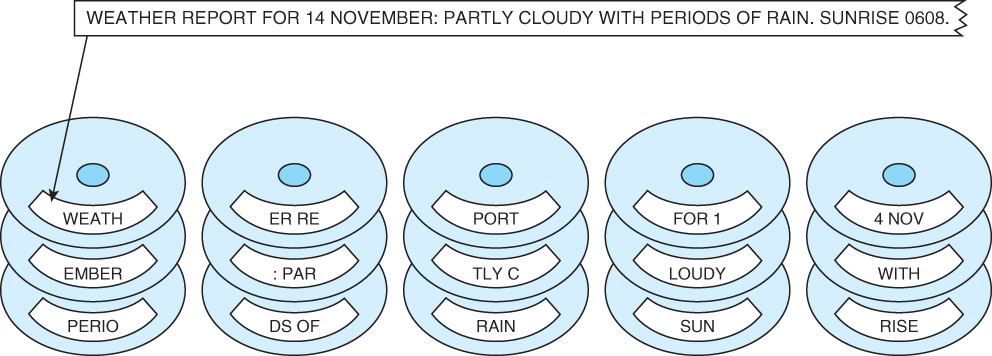 WEATHER REPORT FOR 14 NOVEMBER: PARTLY CLOUDY WITH PERIODS OF RAIN. SUNRISE 0608.
WEATH ER RE PORT FOR 1 4 NOV
EMBER : PAR TLY C LOUDY WITH
PERIO DS OF RAIN SUN RISE